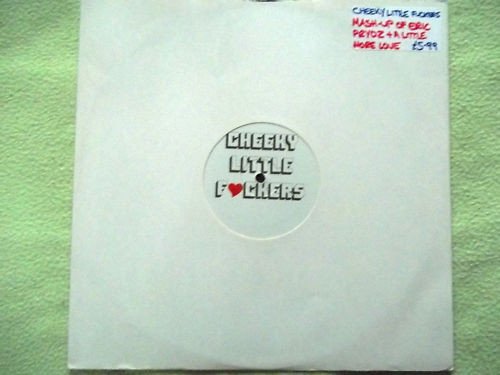 CHEEKY LITTLE FUCKERS
MASH-UP OF ERIC
PRYDZ + A LITTLE
MORE LOVE £5-99
CHEEKY
LITTLE
F♥CKERS